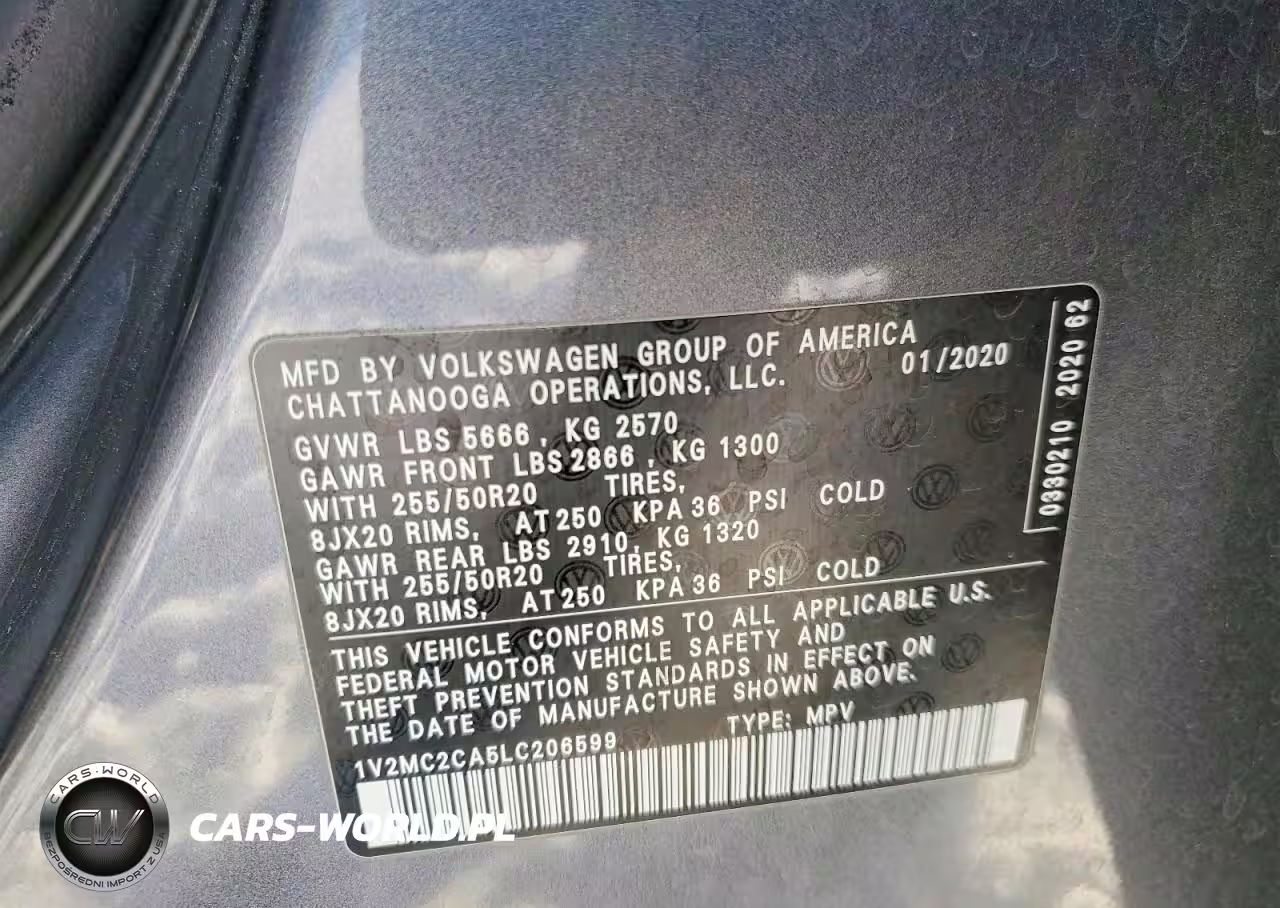 MFD BY VOLKSWAGEN GROUP OF AMERICA
CHATTANOOGA OPERATIONS, LLC. 01/2020
GVWR LBS 5666, KG 2570
GAWR FRONT LBS 2866, KG 1300
WITH 255/50R20 TIRES,
8JX20 RIMS, AT 250 KPA 36 PSI COLD
GAWR REAR LBS 2910, KG 1320
WITH 255/50R20 TIRES,
8JX20 RIMS, AT 250 KPA 36 PSI COLD
THIS VEHICLE CONFORMS TO ALL APPLICABLE U.S.
FEDERAL MOTOR VEHICLE SAFETY AND
THEFT PREVENTION STANDARDS IN EFFECT ON
THE DATE OF MANUFACTURE SHOWN ABOVE.
1V2MC2CA5LC206599 TYPE: MPV
0330210 2020 62
CARS-WORLD
CW
BEZPOŚREDNI IMPORT Z USA
CARS-WORLD.PL